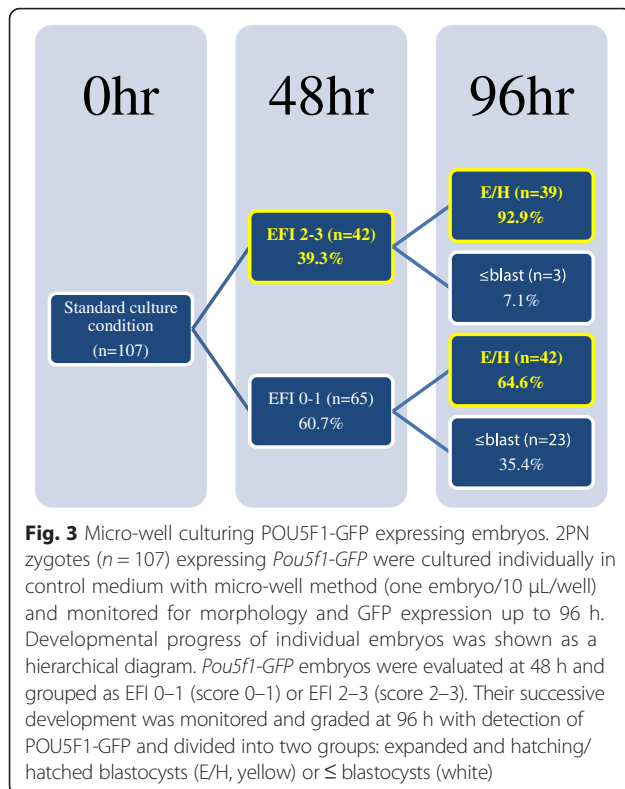 0hr
48hr
96hr
Standard culture
condition
(n=107)
EFI 2-3 (n=42)
39.3%
EFI 0-1 (n=65)
60.7%
E/H (n=39)
92.9%
≤blast (n=3)
7.1%
E/H (n=42)
64.6%
≤blast (n=23)
35.4%
Fig. 3 Micro-well culturing POU5F1-GFP expressing embryos. 2PN
zygotes (n = 107) expressing Pou5f1-GFP were cultured individually in
control medium with micro-well method (one embryo/10 μL/well)
and monitored for morphology and GFP expression up to 96 h.
Developmental progress of individual embryos was shown as a
hierarchical diagram. Pou5f1-GFP embryos were evaluated at 48 h and
grouped as EFI 0–1 (score 0–1) or EFI 2–3 (score 2–3). Their successive
development was monitored and graded at 96 h with detection of
POU5F1-GFP and divided into two groups: expanded and hatching/
hatched blastocysts (E/H, yellow) or ≤ blastocysts (white)